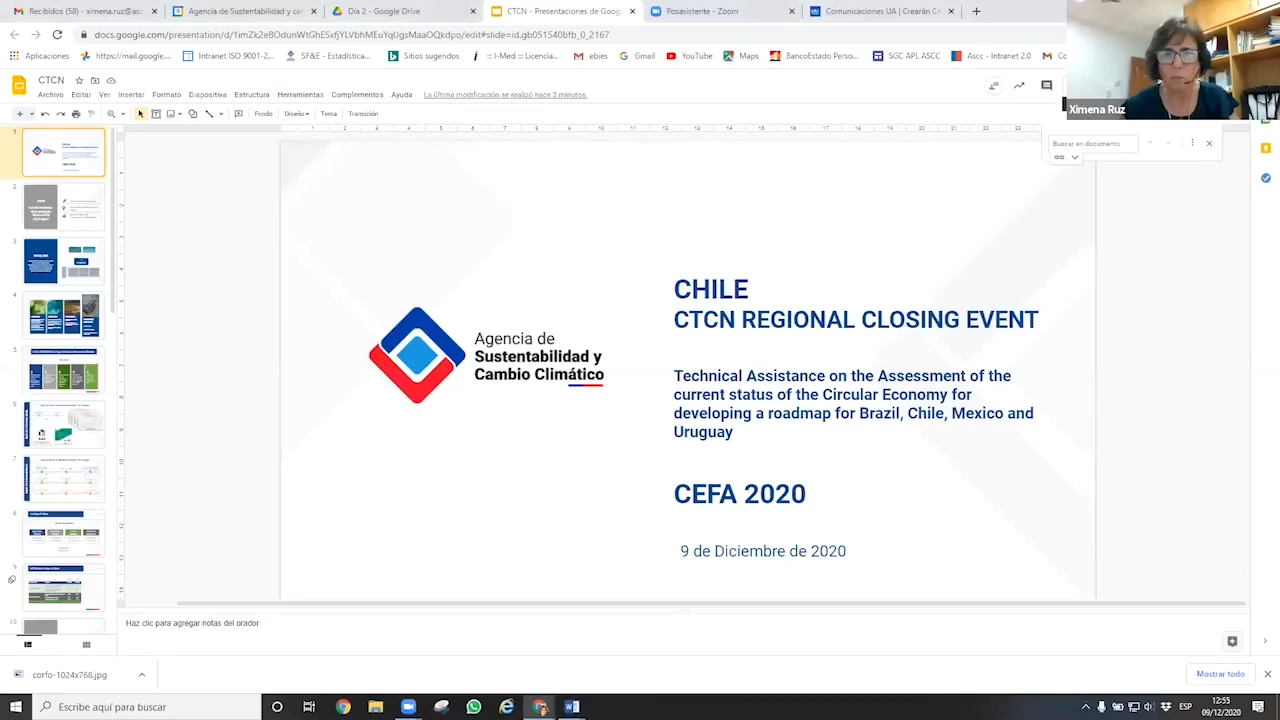 Recibidos (58) - ximena.ruz@asc
Agencia de Sustentabilidad y car
Día 2 - Google Drive
CTCN - Presentaciones de Goog
Posasistente - Zoom
Comunicaciones UA | Crearán C
docs.google.com/presentation/d/1imZk2e8OdunWtGhESxfjYLVbhMEuYqUgsMaaOQkdpo/edit#slide=id.gb051540bfb_0_2167
Aplicaciones
https://mail.google...
Intranet ISO 9001-2...
SF&E - Estadística...
Sitios sugeridos
:::I-M||::: Licencia...
ebies
Gmail
YouTube
Maps
BancoEstado Perso...
SGC APL ASCC
Ascc - Intranet 2.0
Co
CTCN
Archivo
Editar
Ver
Insertar
Formato
Diapositiva
Estructura
Herramientas
Complementos
Ayuda
La última modificación se realizó hace 3 minutos.
Fondo
Diseño
Tema
Transición
Ximena Ruz
Buscar en documento
CHILE
CTCN REGIONAL CLOSING EVENT
Agencia de
Sustentabilidad y
Cambio Climático
Technical Assistance on the Assessment of the
current status of the Circular Economy for
developing a roadmap for Brazil, Chile, Mexico and
Uruguay
CEFA 2020
9 de Diciembre de 2020
Haz clic para agregar notas del orador
corfo-1024x768.jpg
Mostrar todo
Escribe aquí para buscar
12:55
09/12/2020